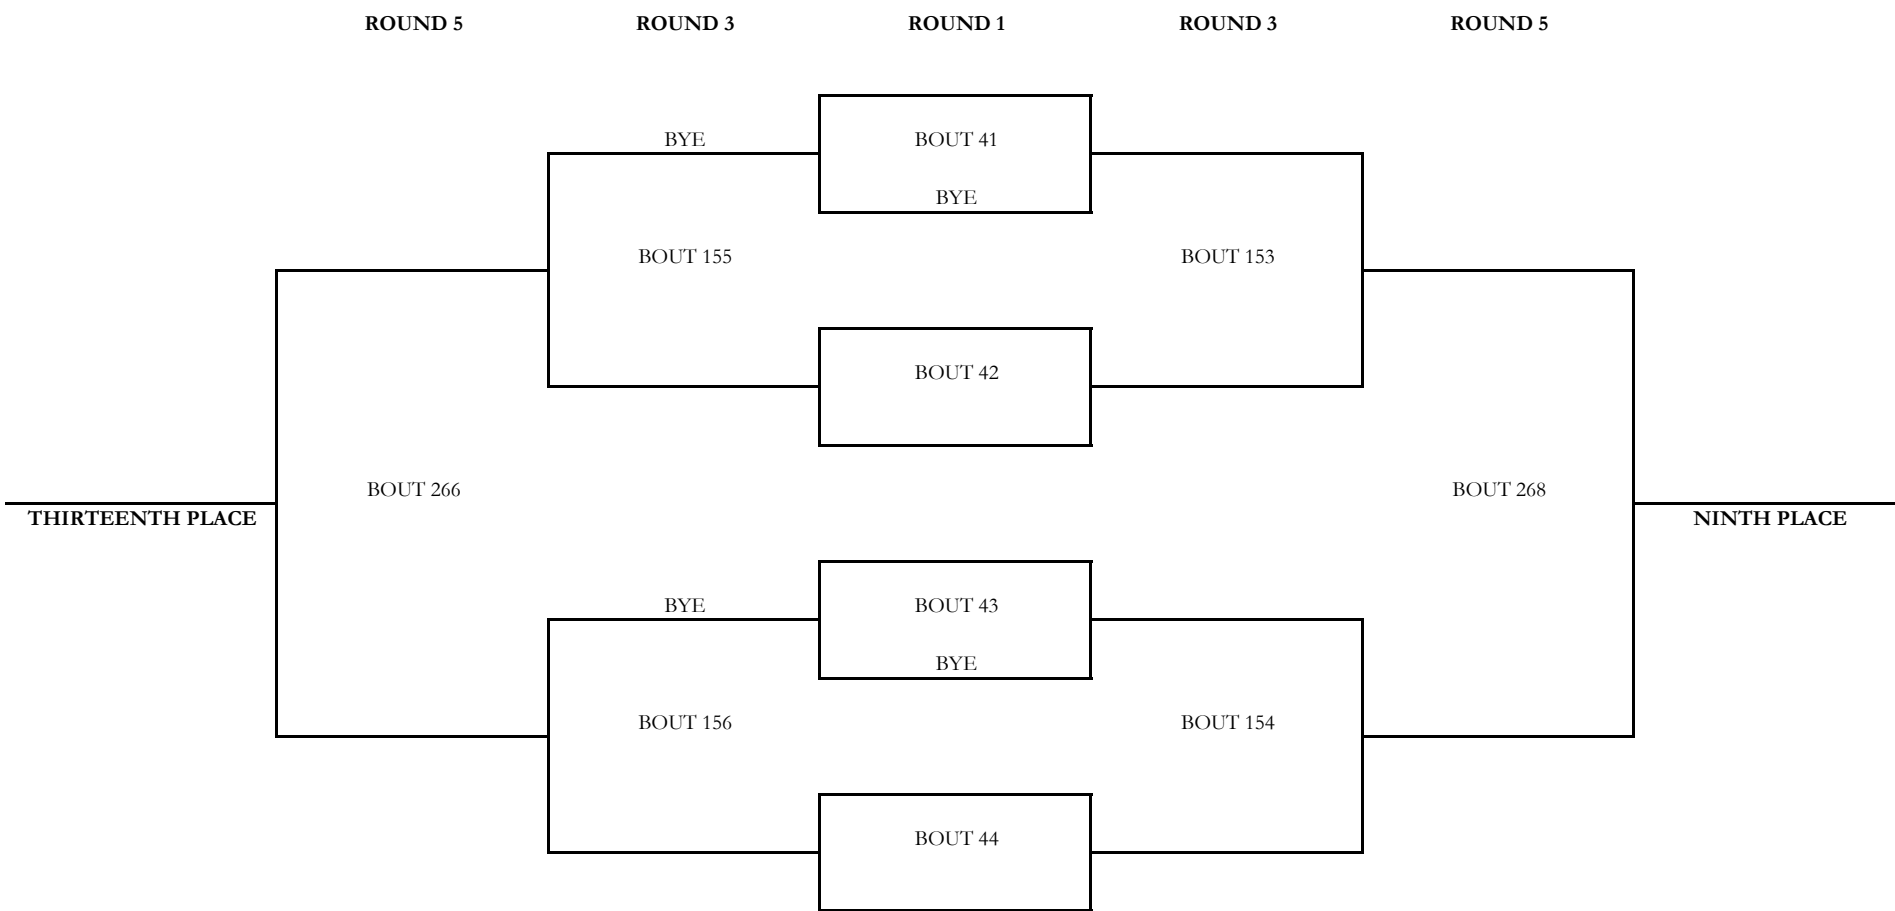 ROUND 5 ROUND 3 ROUND 1 ROUND 3 ROUND 5
BYE BOUT 41
BYE
BOUT 155 BOUT 153
BOUT 42
BOUT 266 BOUT 268
THIRTEENTH PLACE NINTH PLACE
BYE BOUT 43
BYE
BOUT 156 BOUT 154
BOUT 44